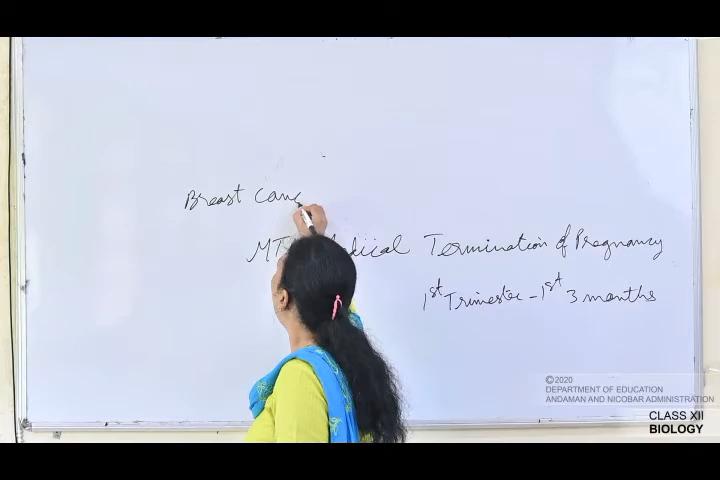 Breast canc
MTP Medical Termination of Pregnancy
1st Trimester - 1st 3 months
©2020
DEPARTMENT OF EDUCATION
ANDAMAN AND NICOBAR ADMINISTRATION
CLASS XII
BIOLOGY